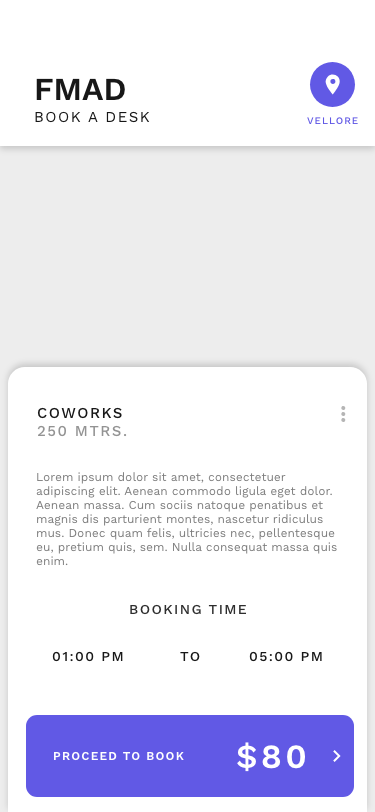 FMAD
BOOK A DESK
VELLORE
COWORKS
250 MTRS.
Lorem ipsum dolor sit amet, consectetuer
adipiscing elit. Aenean commodo ligula eget dolor.
Aenean massa. Cum sociis natoque penatibus et
magnis dis parturient montes, nascetur ridiculus
mus. Donec quam felis, ultricies nec, pellentesque
eu, pretium quis, sem. Nulla consequat massa quis
enim.
BOOKING TIME
01:00 PM TO 05:00 PM
PROCEED TO BOOK $80